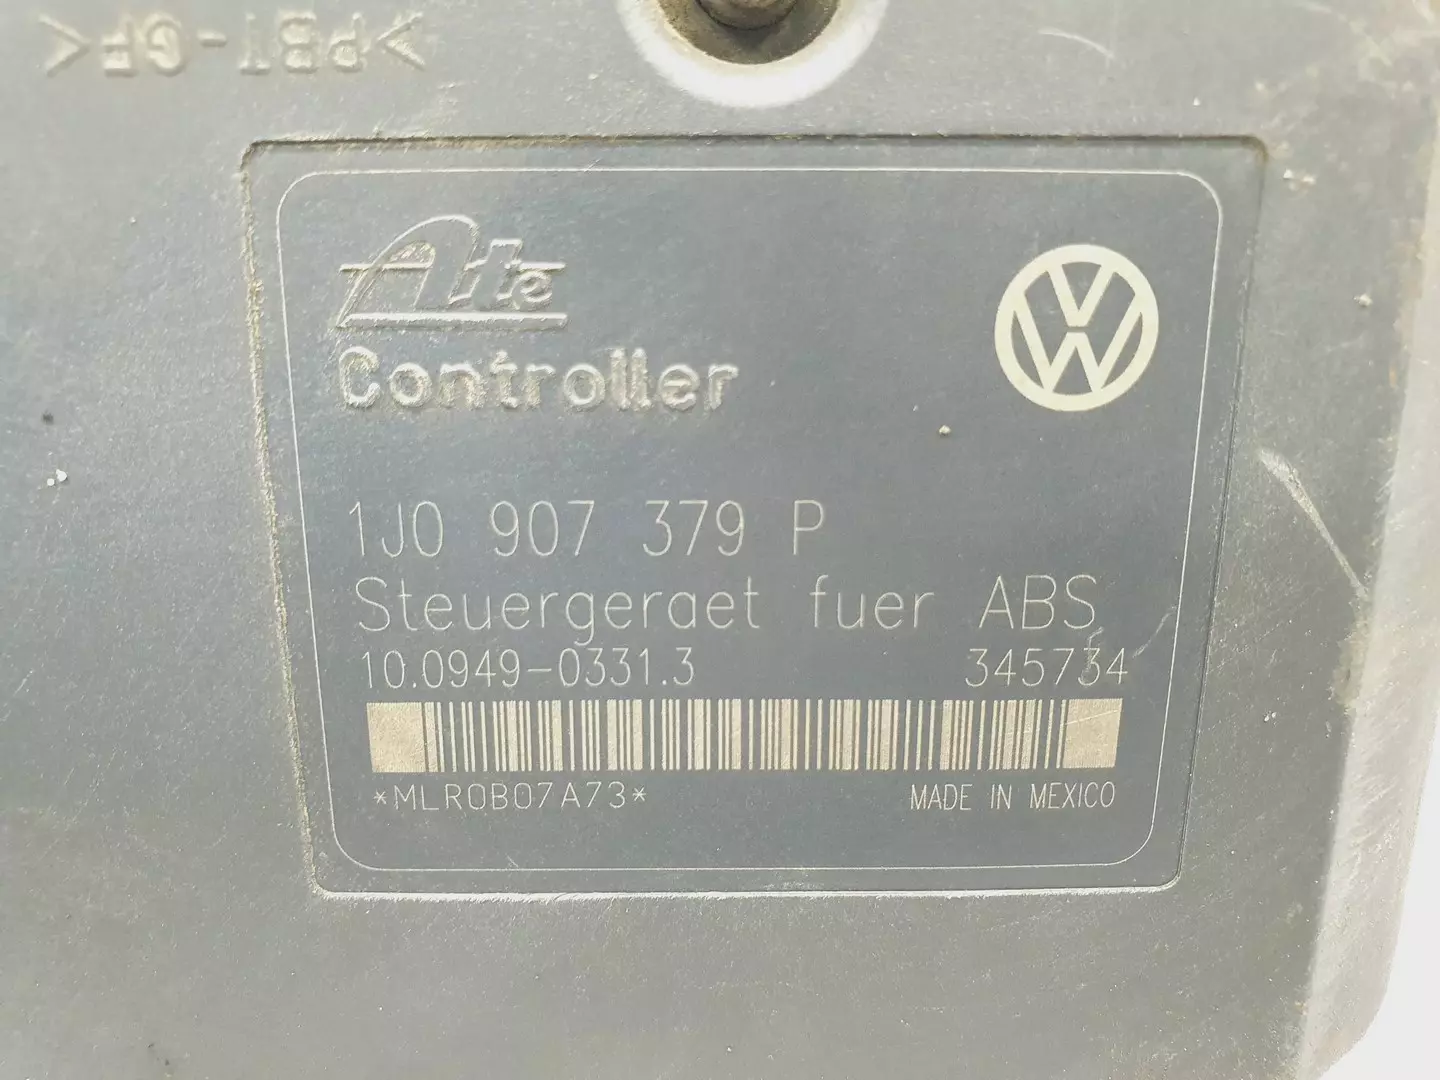 >PBT-GF<
Ate
Controller
1J0 907 379 P
Steuergeraet fuer ABS
10.0949-0331.3 345734
*MLR0B07A73* MADE IN MEXICO